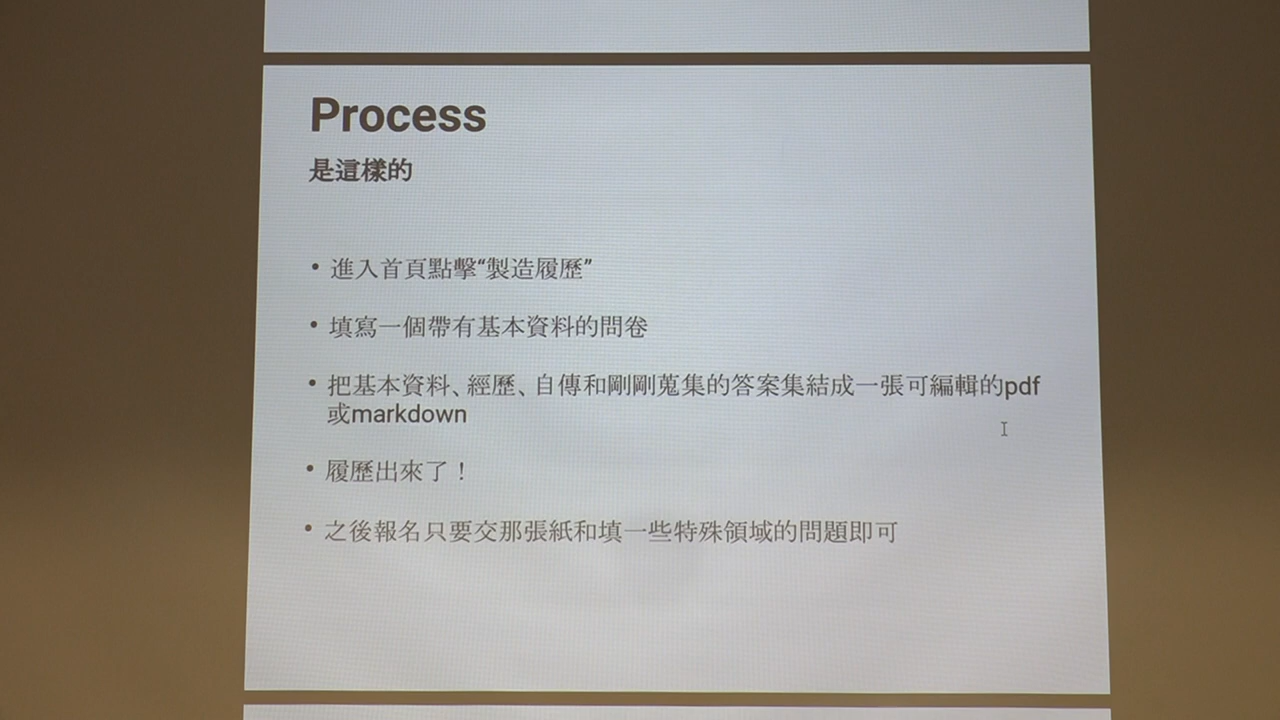 Process
是這樣的
• 進入首頁點擊“製造履歷”
• 填寫一個帶有基本資料的問卷
• 把基本資料、經歷、自傳和剛剛蒐集的答案集結成一張可編輯的pdf
或markdown
• 履歷出來了！
• 之後報名只要交那張紙和填一些特殊領域的問題即可